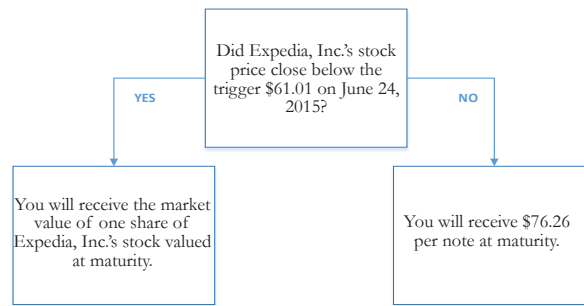 Did Expedia, Inc.'s stock
price close below the
trigger $61.01 on June 24,
2015?
YES
NO
You will receive the market
value of one share of
Expedia, Inc.'s stock valued
at maturity.
You will receive $76.26
per note at maturity.